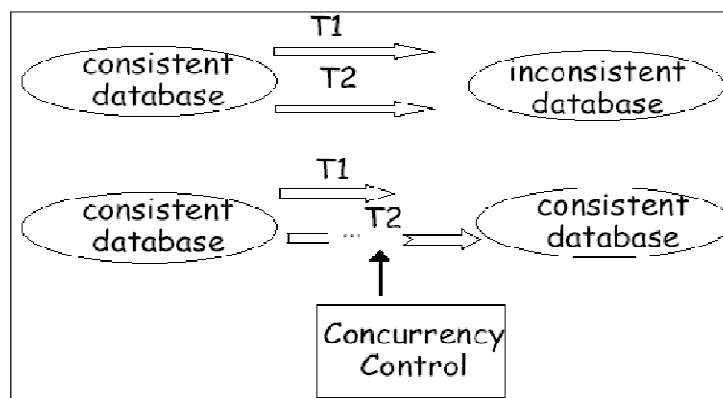 T1
consistent
database
T2
inconsistent
database
T1
consistent
database
... T2
consistent
database
Concurrency
Control